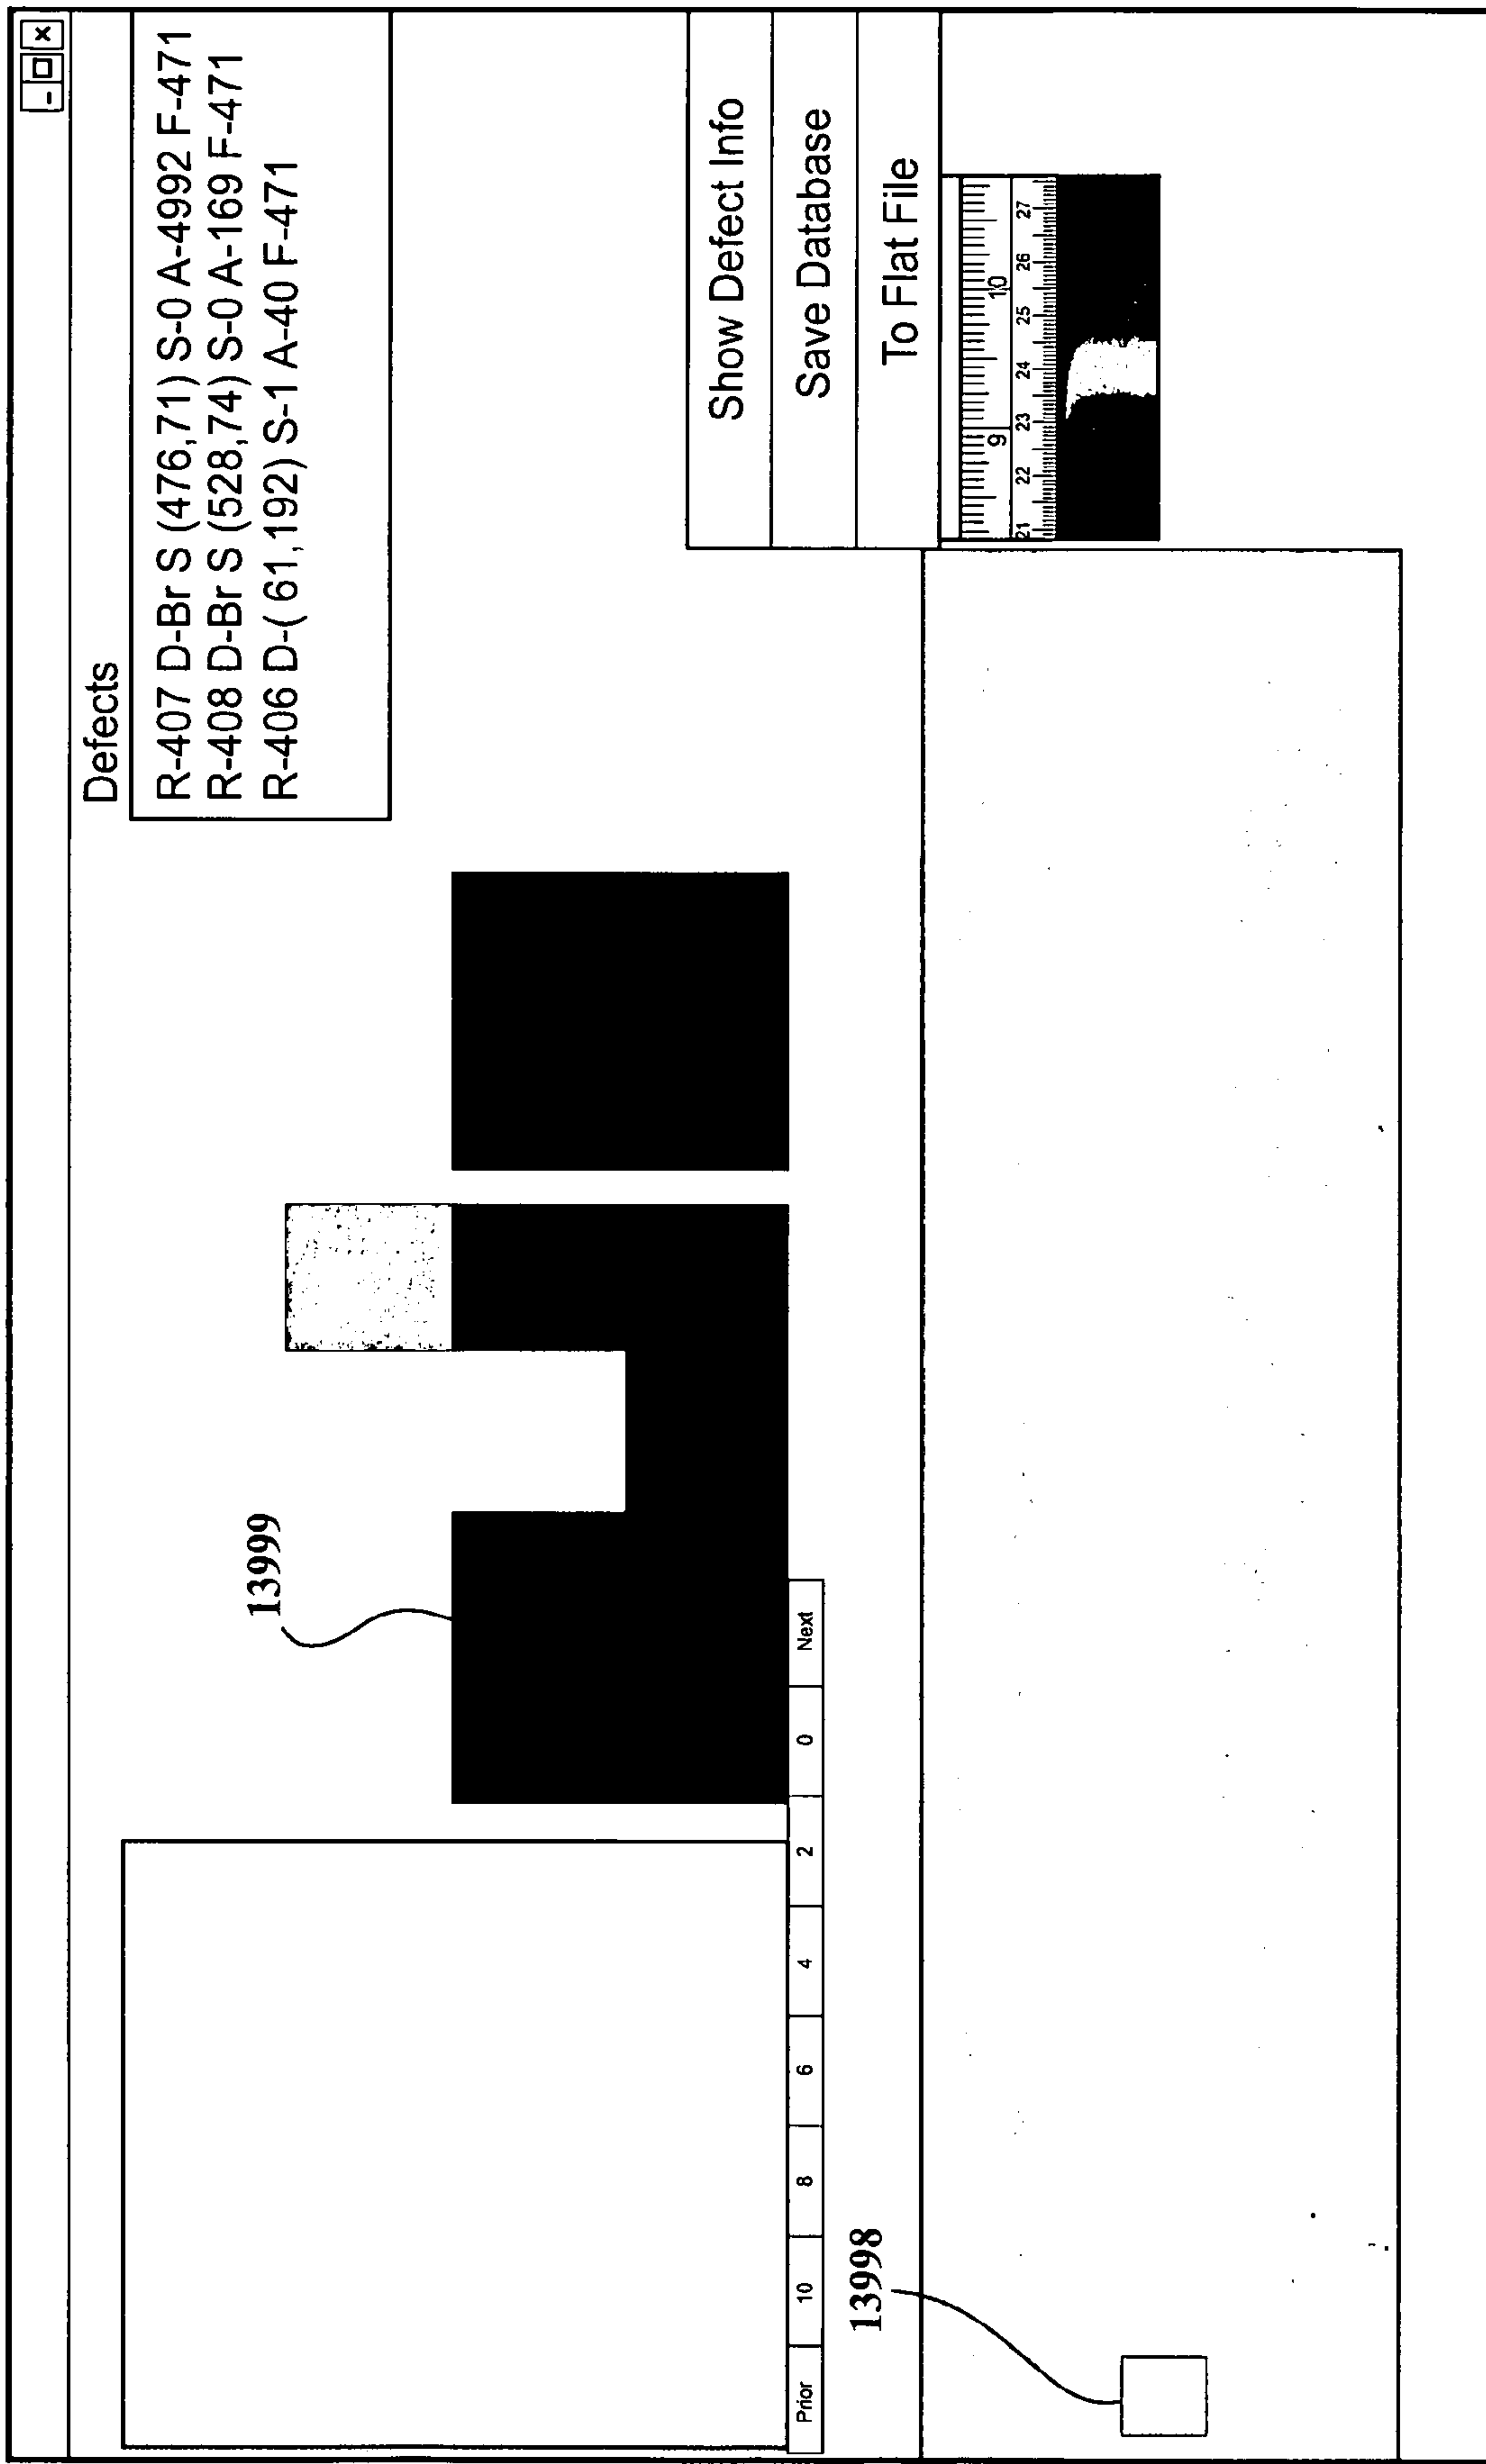 Defects
R-407 D-Br S (476,71) S-0 A-4992 F-471
R-408 D-Br S (528,74) S-0 A-169 F-471
R-406 D-( 61,192) S-1 A-40 F-471
13999
Prior 10 8 6 4 2 0 Next
Show Defect Info
Save Database
To Flat File
13998
9 10
21 22 23 24 25 26 27